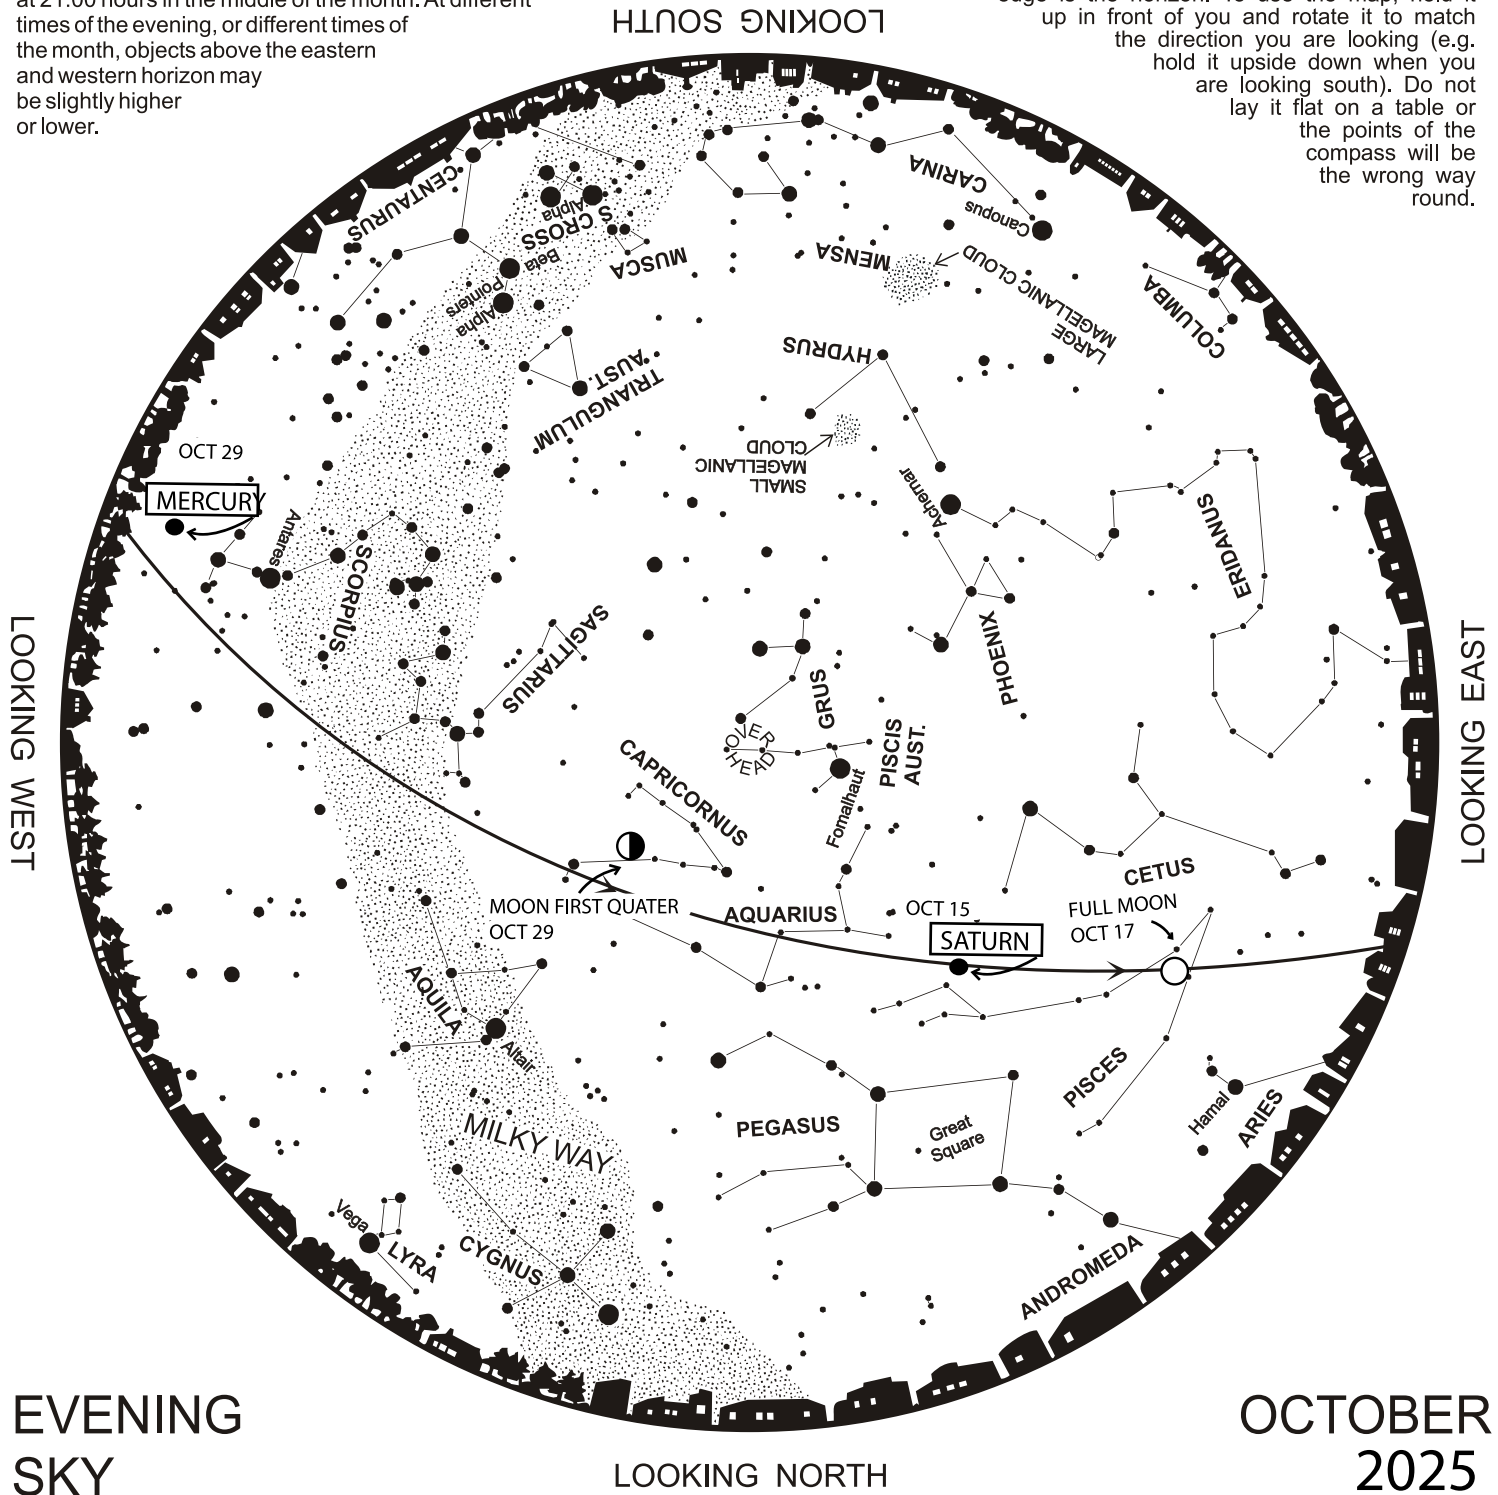 at 21:00 hours in the middle of the month. At different
times of the evening, or different times of
the month, objects above the eastern
and western horizon may
be slightly higher
or lower.
LOOKING SOUTH
up in front of you and rotate it to match
the direction you are looking (e.g.
hold it upside down when you
are looking south). Do not
lay it flat on a table or
the points of the
compass will be
the wrong way
round.
CENTAURUS
Alpha
S CROSS
Beta
Pointers
Alpha
MUSCA
CARINA
Canopus
MENSA
LARGE
MAGELLANIC CLOUD
COLUMBA
HYDRUS
TRIANGULUM
AUST.
SMALL
MAGELLANIC
CLOUD
OCT 29
MERCURY
Antares
SCORPIUS
Achernar
ERIDANUS
SAGITTARIUS
PHOENIX
GRUS
OVER
HEAD
PISCIS
AUST.
Fomalhaut
CAPRICORNUS
LOOKING WEST
LOOKING EAST
CETUS
MOON FIRST QUATER
OCT 29
AQUARIUS
OCT 15
SATURN
FULL MOON
OCT 17
AQUILA
Altair
PISCES
Hamal
ARIES
MILKY WAY
PEGASUS
Great
Square
Vega
LYRA
CYGNUS
ANDROMEDA
EVENING
SKY
LOOKING NORTH
OCTOBER
2025